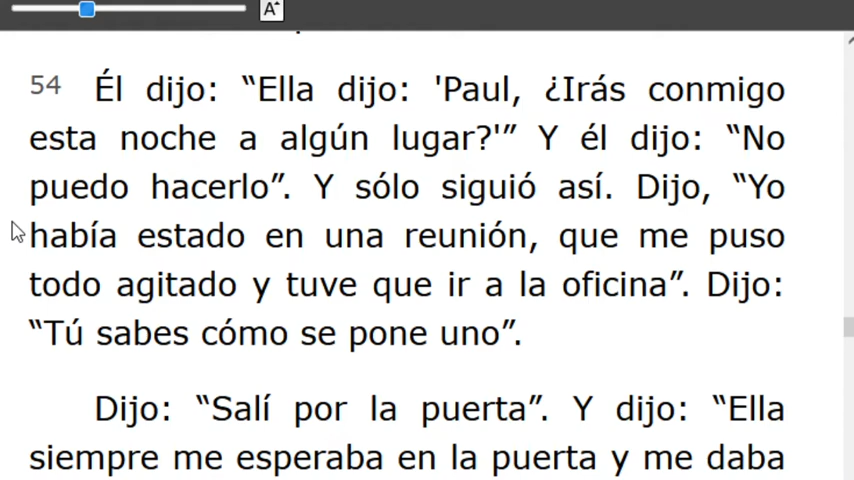 A
54 Él dijo: “Ella dijo: 'Paul, ¿Irás conmigo
esta noche a algún lugar?'” Y él dijo: “No
puedo hacerlo”. Y sólo siguió así. Dijo, “Yo
había estado en una reunión, que me puso
todo agitado y tuve que ir a la oficina”. Dijo:
“Tú sabes cómo se pone uno”.
Dijo: “Salí por la puerta”. Y dijo: “Ella
siempre me esperaba en la puerta y me daba